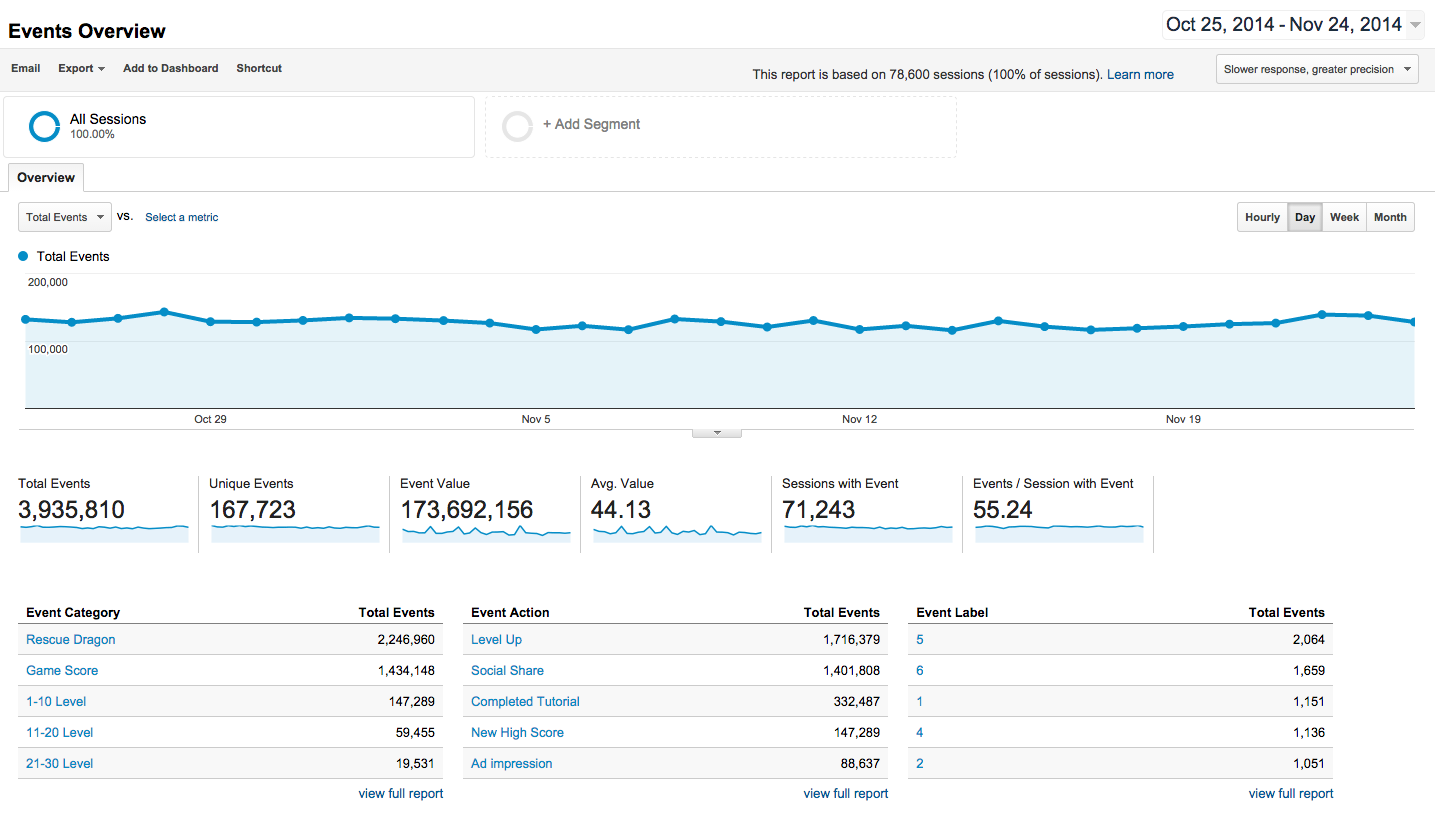 Events Overview
Oct 25, 2014 - Nov 24, 2014
Email Export Add to Dashboard Shortcut
This report is based on 78,600 sessions (100% of sessions). Learn more
Slower response, greater precision
All Sessions
100.00%
+ Add Segment
Overview
Total Events vs. Select a metric
Hourly Day Week Month
Total Events
200,000
100,000
Oct 29 Nov 5 Nov 12 Nov 19
Total Events Unique Events Event Value Avg. Value Sessions with Event Events / Session with Event
3,935,810 167,723 173,692,156 44.13 71,243 55.24
Event Category Total Events
Rescue Dragon 2,246,960
Game Score 1,434,148
1-10 Level 147,289
11-20 Level 59,455
21-30 Level 19,531
view full report
Event Action Total Events
Level Up 1,716,379
Social Share 1,401,808
Completed Tutorial 332,487
New High Score 147,289
Ad impression 88,637
view full report
Event Label Total Events
5 2,064
6 1,659
1 1,151
4 1,136
2 1,051
view full report